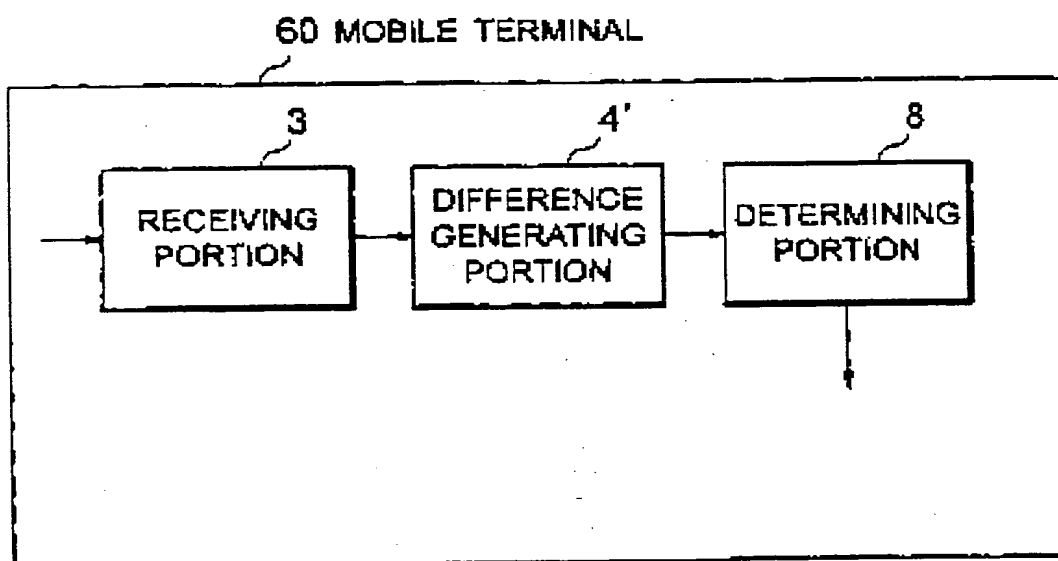 60 MOBILE TERMINAL
3
4'
8
RECEIVING
PORTION
DIFFERENCE
GENERATING
PORTION
DETERMINING
PORTION